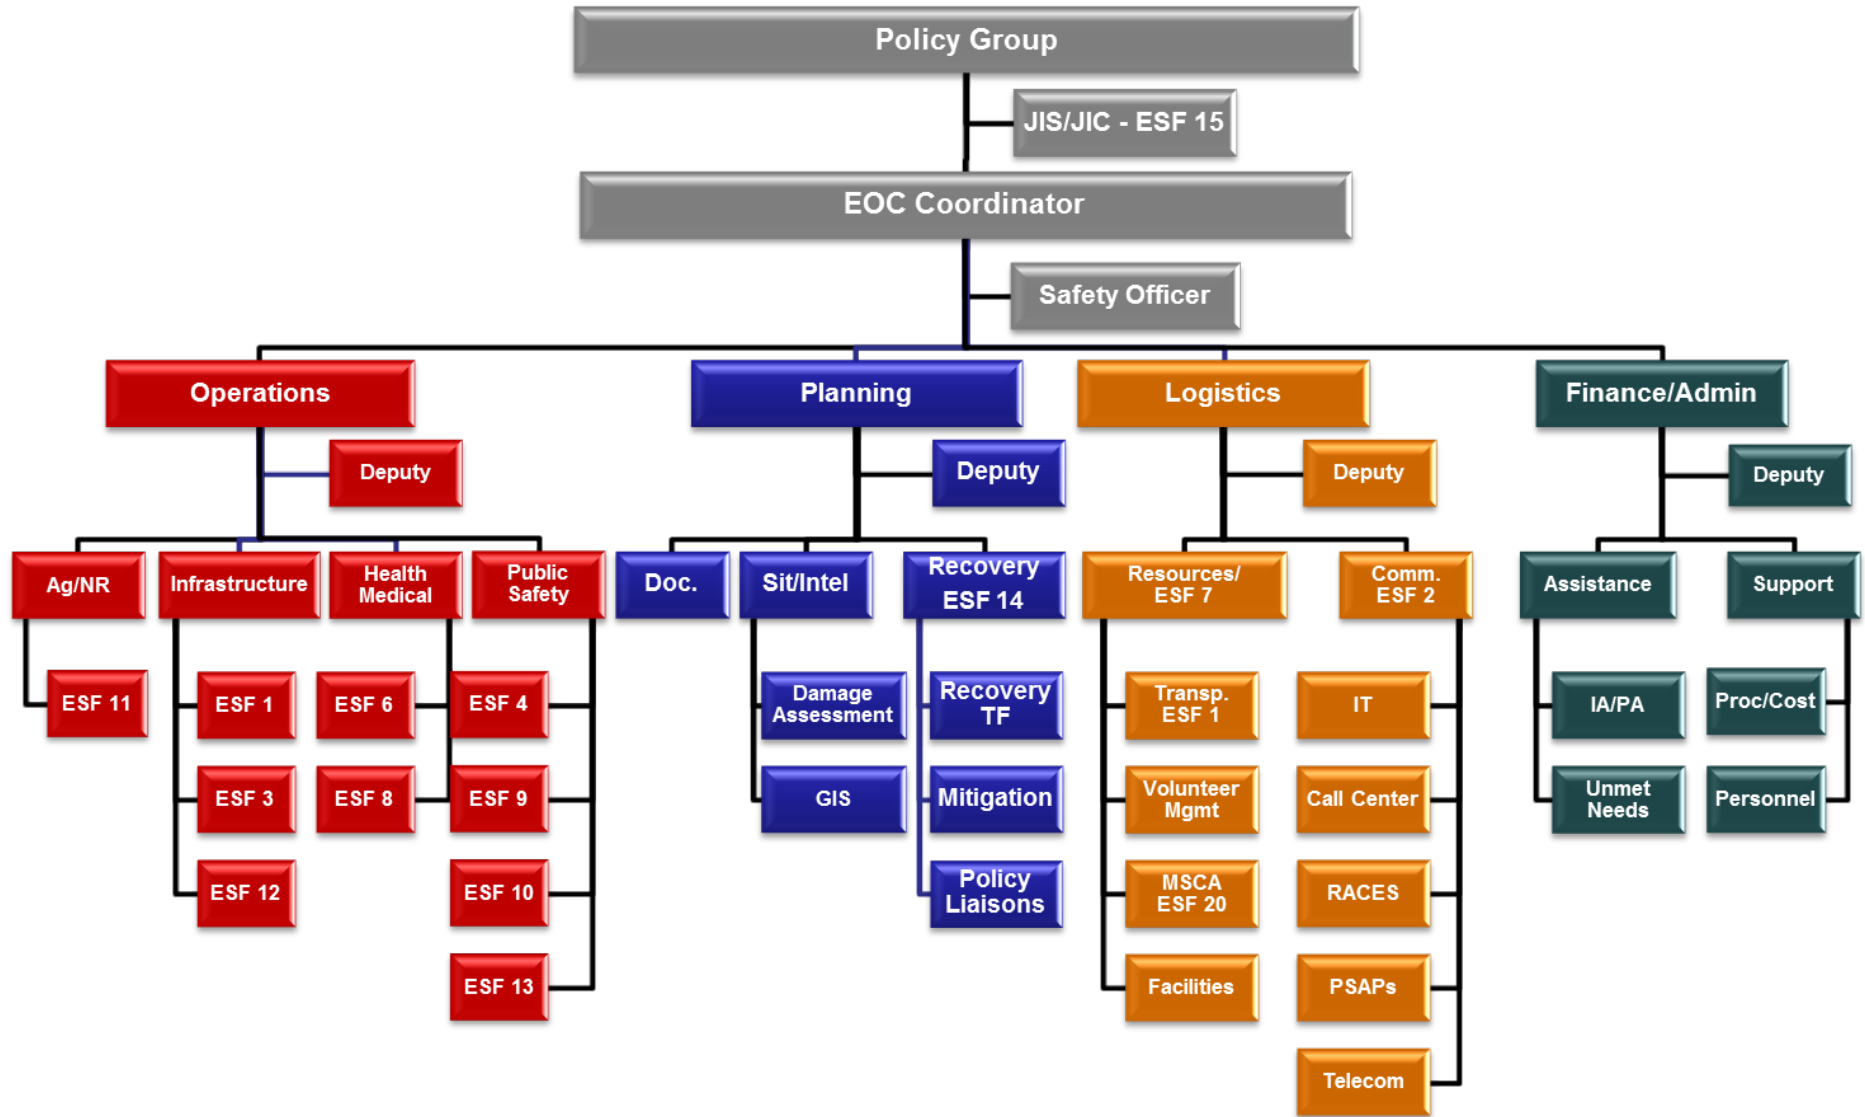 Policy Group
JIS/JIC - ESF 15
EOC Coordinator
Safety Officer
Operations
Planning
Logistics
Finance/Admin
Deputy
Deputy
Deputy
Deputy
Ag/NR
Infrastructure
Health
Medical
Public
Safety
Doc.
Sit/Intel
Recovery
ESF 14
Resources/
ESF 7
Comm.
ESF 2
Assistance
Support
ESF 11
ESF 1
ESF 6
ESF 4
Damage
Assessment
Recovery
TF
Transp.
ESF 1
IT
IA/PA
Proc/Cost
ESF 3
ESF 8
ESF 9
GIS
Mitigation
Volunteer
Mgmt
Call Center
Unmet
Needs
Personnel
ESF 12
ESF 10
Policy
Liaisons
MSCA
ESF 20
RACES
ESF 13
Facilities
PSAPs
Telecom